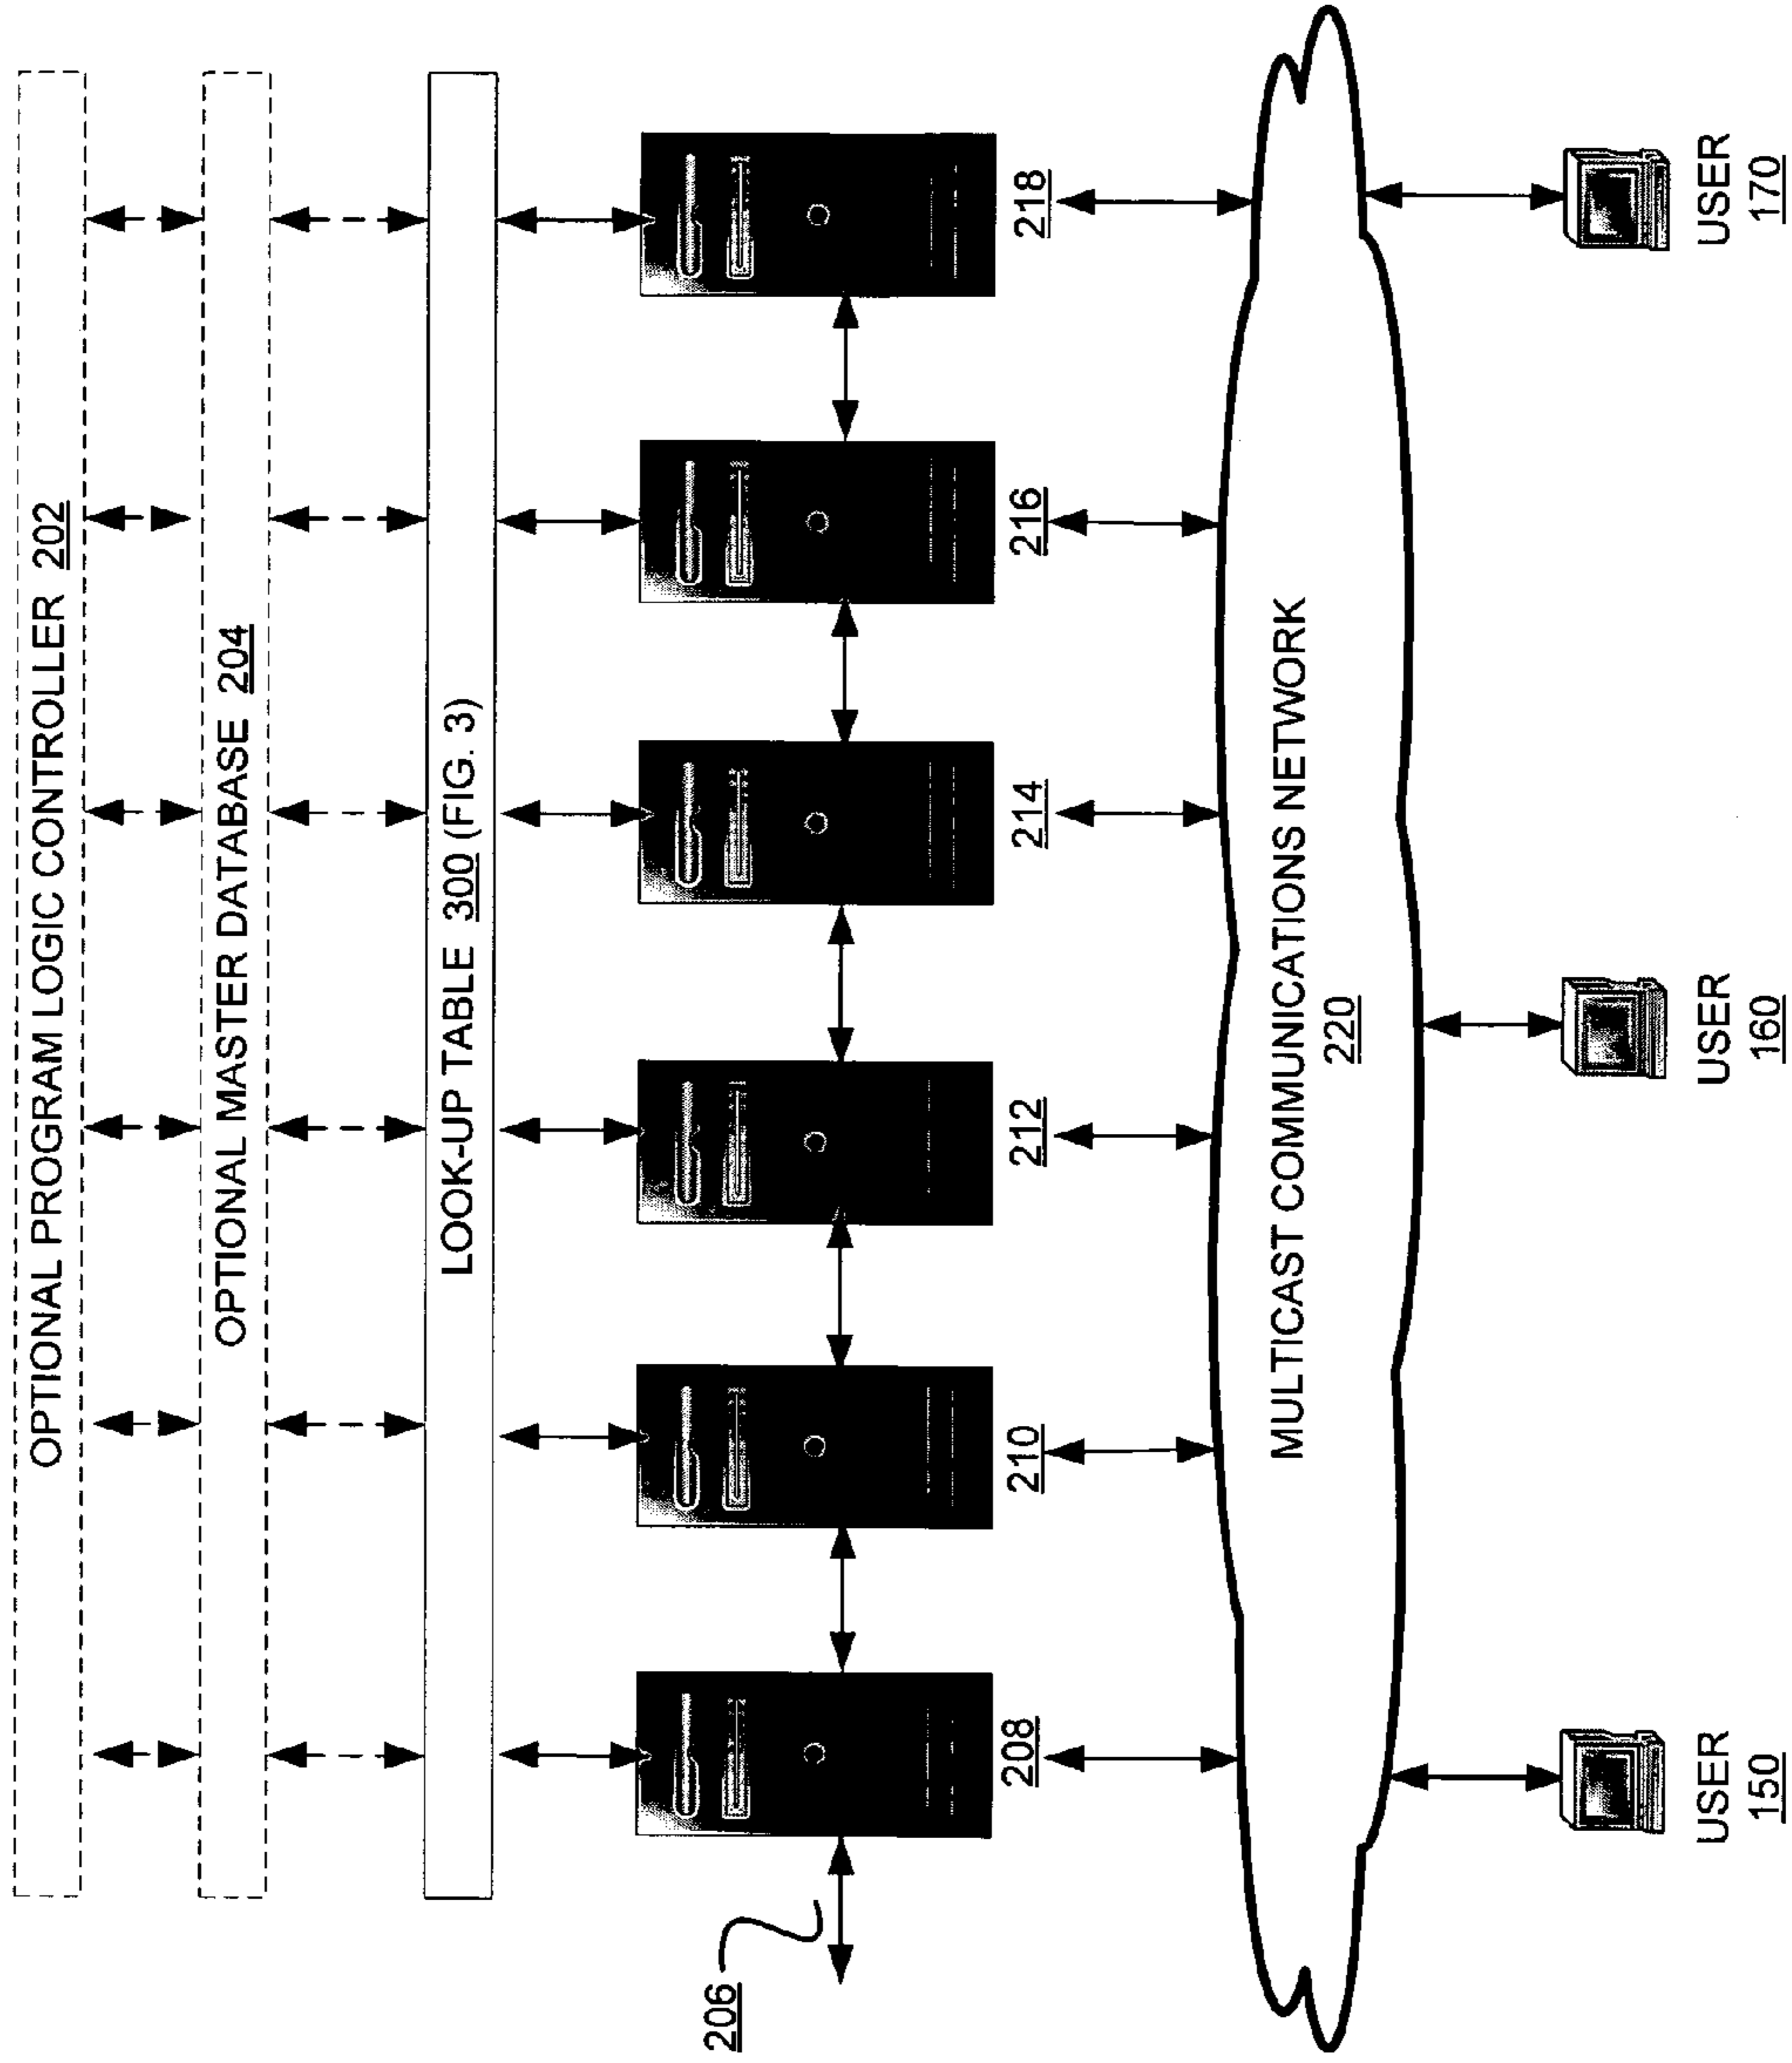 OPTIONAL PROGRAM LOGIC CONTROLLER 202
OPTIONAL MASTER DATABASE 204
LOOK-UP TABLE 300 (FIG. 3)
206
208
210
212
214
216
218
MULTICAST COMMUNICATIONS NETWORK
220
USER
150
USER
160
USER
170